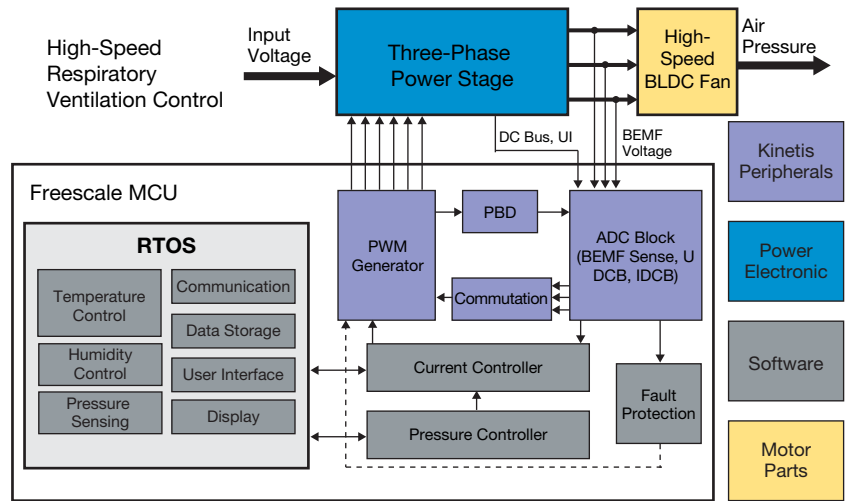 High-Speed
Respiratory
Ventilation Control
Input
Voltage
Three-Phase
Power Stage
High-
Speed
BLDC Fan
Air
Pressure
DC Bus, UI
BEMF
Voltage
Freescale MCU
RTOS
Temperature
Control
Humidity
Control
Pressure
Sensing
Communication
Data Storage
User Interface
Display
PWM
Generator
PBD
ADC Block
(BEMF Sense, U
DCB, IDCB)
Commutation
Current Controller
Pressure Controller
Fault
Protection
Kinetis
Peripherals
Power
Electronic
Software
Motor
Parts